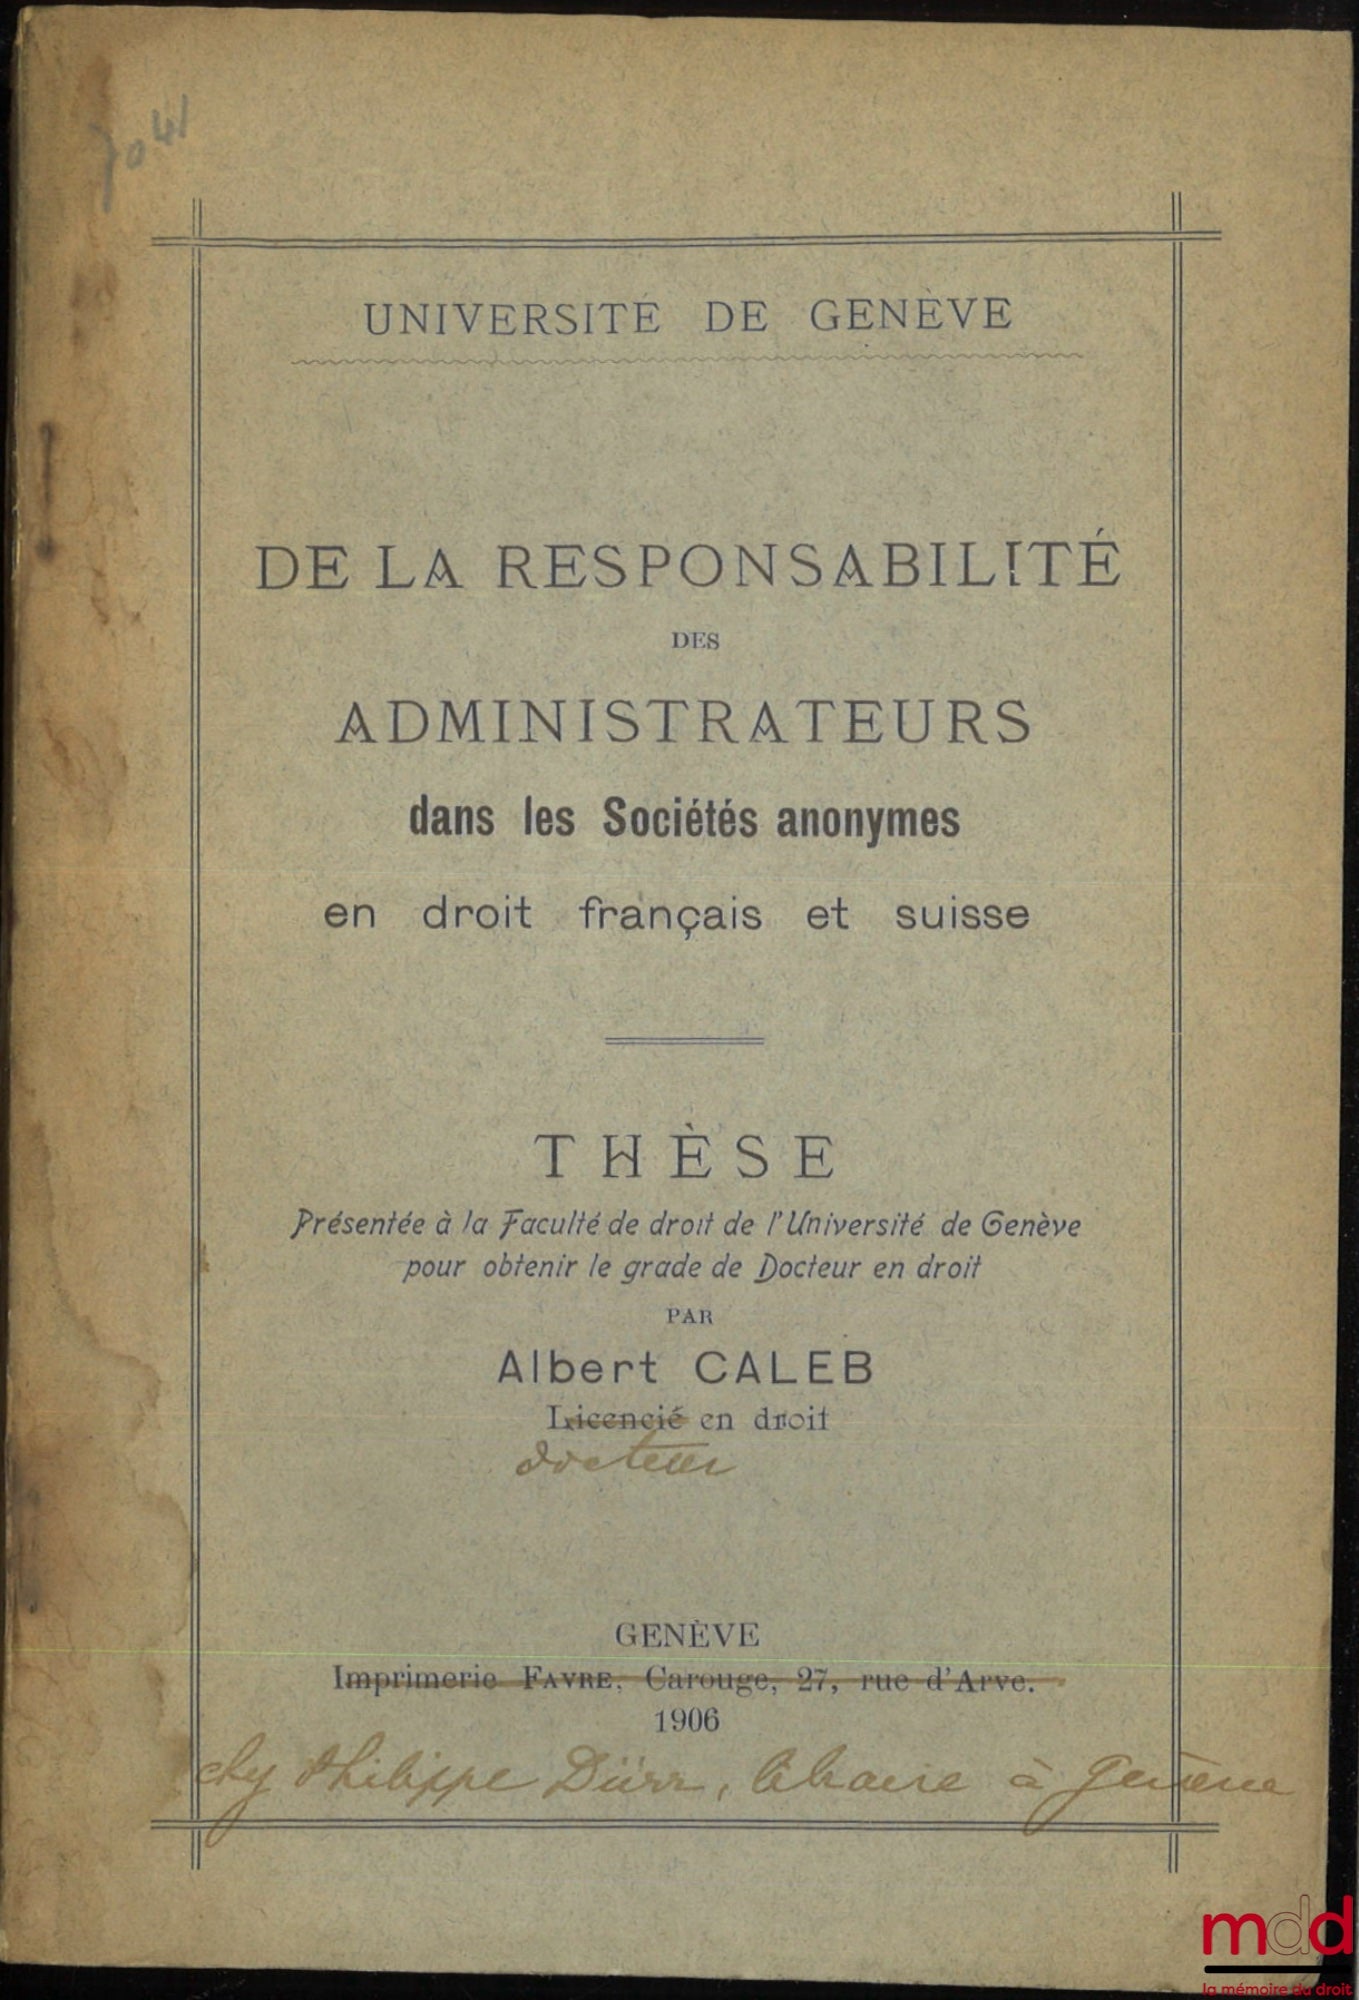 7041
UNIVERSITÉ DE GENÈVE
DE LA RESPONSABILITÉ
DES
ADMINISTRATEURS
dans les Sociétés anonymes
en droit français et suisse
THÈSE
Présentée à la Faculté de droit de l'Université de Genève
pour obtenir le grade de Docteur en droit
PAR
Albert CALEB
Licencié en droit
docteur
GENÈVE
Imprimerie FAVRE, Carouge, 27, rue d'Arve.
1906
chz Philippe Dürr, libraire à Genève
mdd
la mémoire du droit